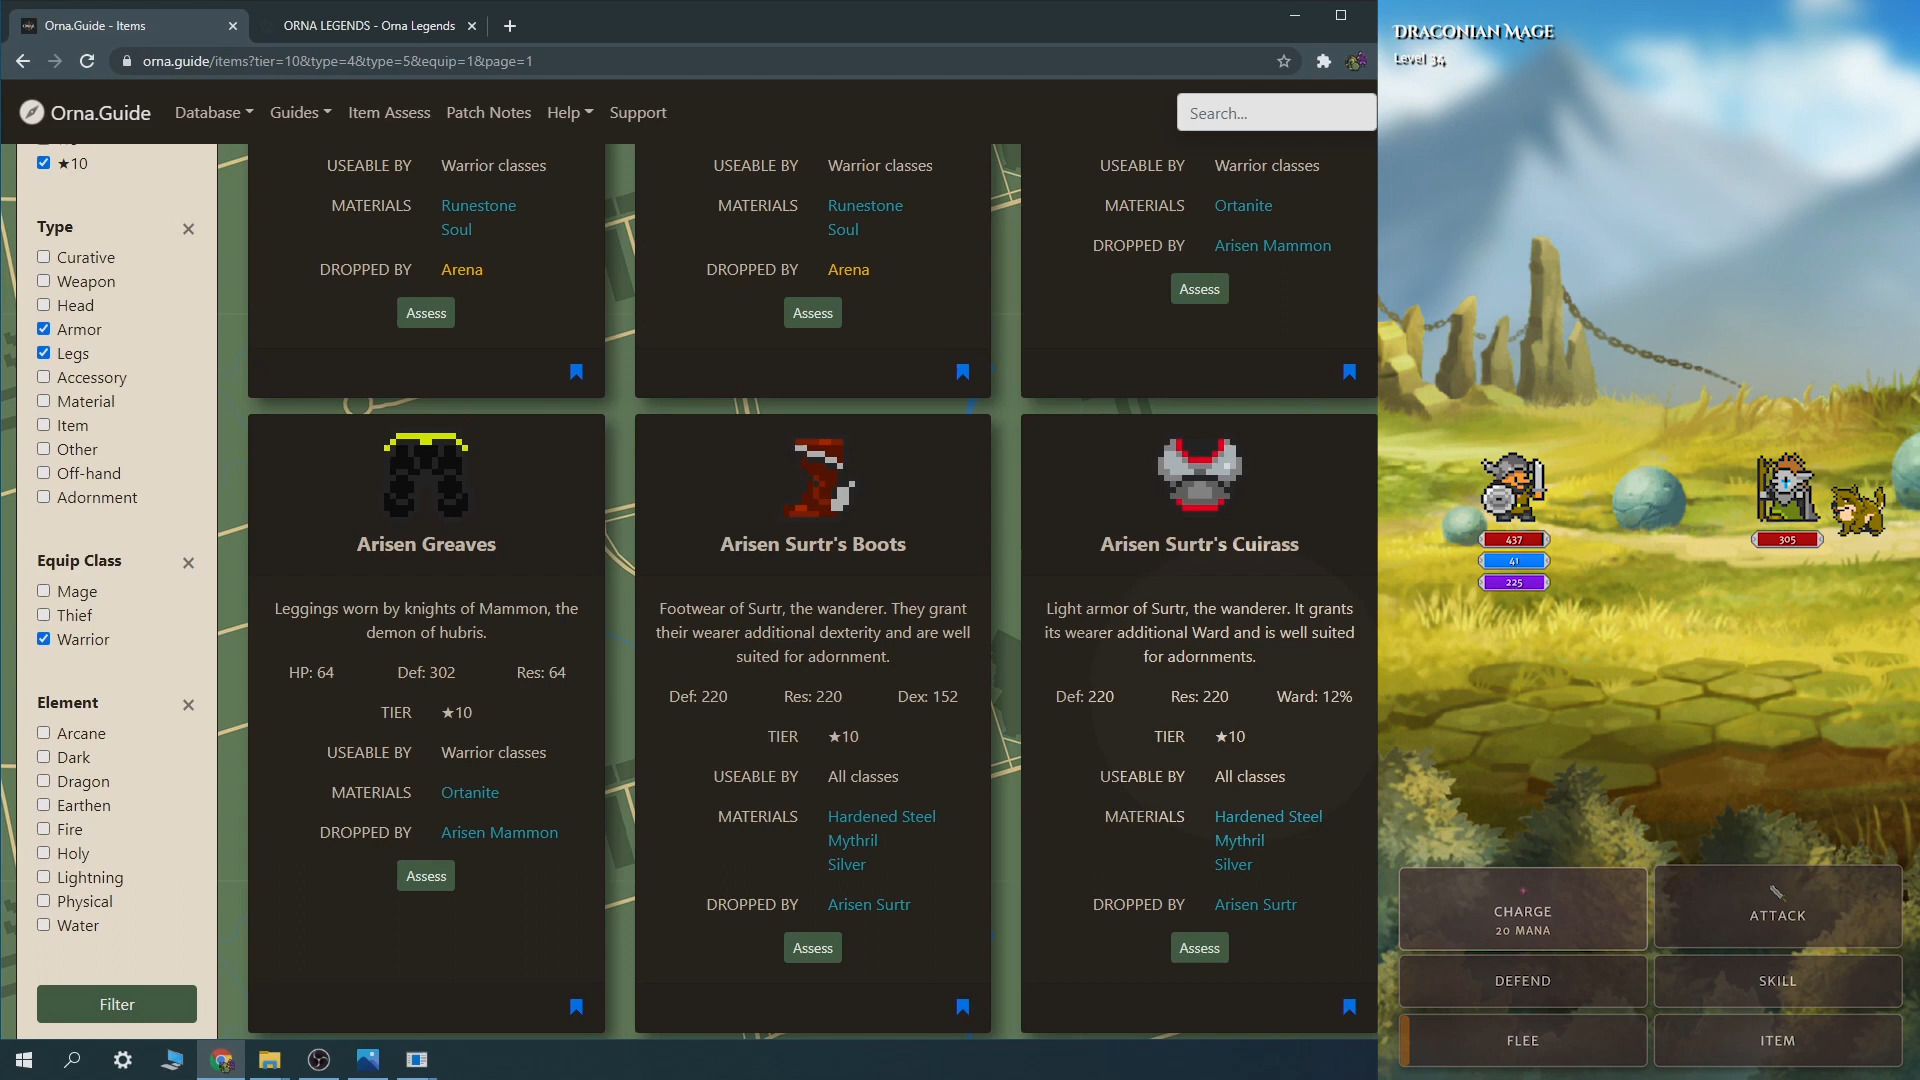 Orna.Guide - Items
ORNA LEGENDS - Orna Legends
orna.guide/items?tier=10&type=4&type=5&equip=1&page=1
Orna.Guide
Database
Guides
Item Assess
Patch Notes
Help
Support
Search...
★10
Type
Curative
Weapon
Head
Armor
Legs
Accessory
Material
Item
Other
Off-hand
Adornment
Equip Class
Mage
Thief
Warrior
Element
Arcane
Dark
Dragon
Earthen
Fire
Holy
Lightning
Physical
Water
Filter
USEABLE BY Warrior classes
MATERIALS Runestone
Soul
DROPPED BY Arena
Assess
USEABLE BY Warrior classes
MATERIALS Runestone
Soul
DROPPED BY Arena
Assess
USEABLE BY Warrior classes
MATERIALS Ortanite
DROPPED BY Arisen Mammon
Assess
Arisen Greaves
Leggings worn by knights of Mammon, the
demon of hubris.
HP: 64 Def: 302 Res: 64
TIER ★10
USEABLE BY Warrior classes
MATERIALS Ortanite
DROPPED BY Arisen Mammon
Assess
Arisen Surtr's Boots
Footwear of Surtr, the wanderer. They grant
their wearer additional dexterity and are well
suited for adornment.
Def: 220 Res: 220 Dex: 152
TIER ★10
USEABLE BY All classes
MATERIALS Hardened Steel
Mythril
Silver
DROPPED BY Arisen Surtr
Assess
Arisen Surtr's Cuirass
Light armor of Surtr, the wanderer. It grants
its wearer additional Ward and is well suited
for adornments.
Def: 220 Res: 220 Ward: 12%
TIER ★10
USEABLE BY All classes
MATERIALS Hardened Steel
Mythril
Silver
DROPPED BY Arisen Surtr
Assess
DRACONIAN MAGE
Level 34
437
41
225
305
CHARGE
20 MANA
ATTACK
DEFEND
SKILL
FLEE
ITEM